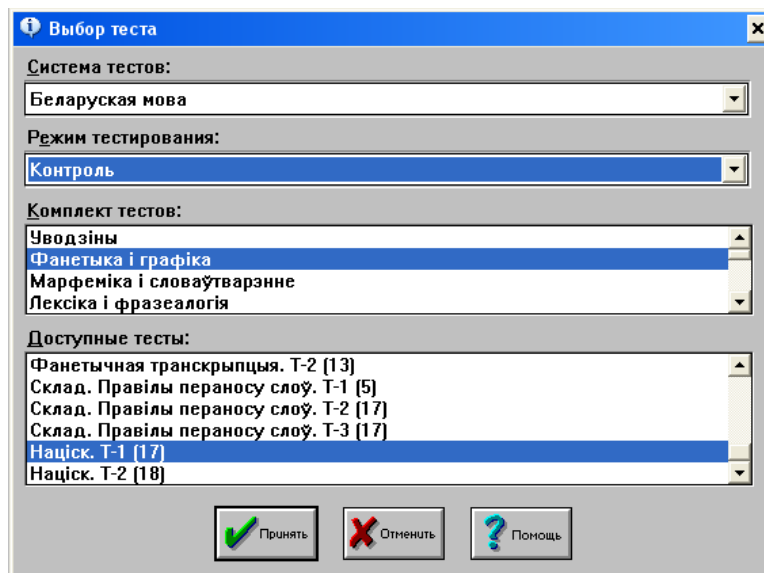 Выбор теста
Система тестов:
Беларуская мова
Режим тестирования:
Контроль
Комплект тестов:
Уводзіны
Фанетыка і графіка
Марфеміка і словаўтварэнне
Лексіка і фразеалогія
Доступные тесты:
Фанетычная транскрыпцыя. Т-2 (13)
Склад. Правілы пераносу слоў. Т-1 (5)
Склад. Правілы пераносу слоў. Т-2 (17)
Склад. Правілы пераносу слоў. Т-3 (17)
Націск. Т-1 (17)
Націск. Т-2 (18)
Принять Отменить Помощь